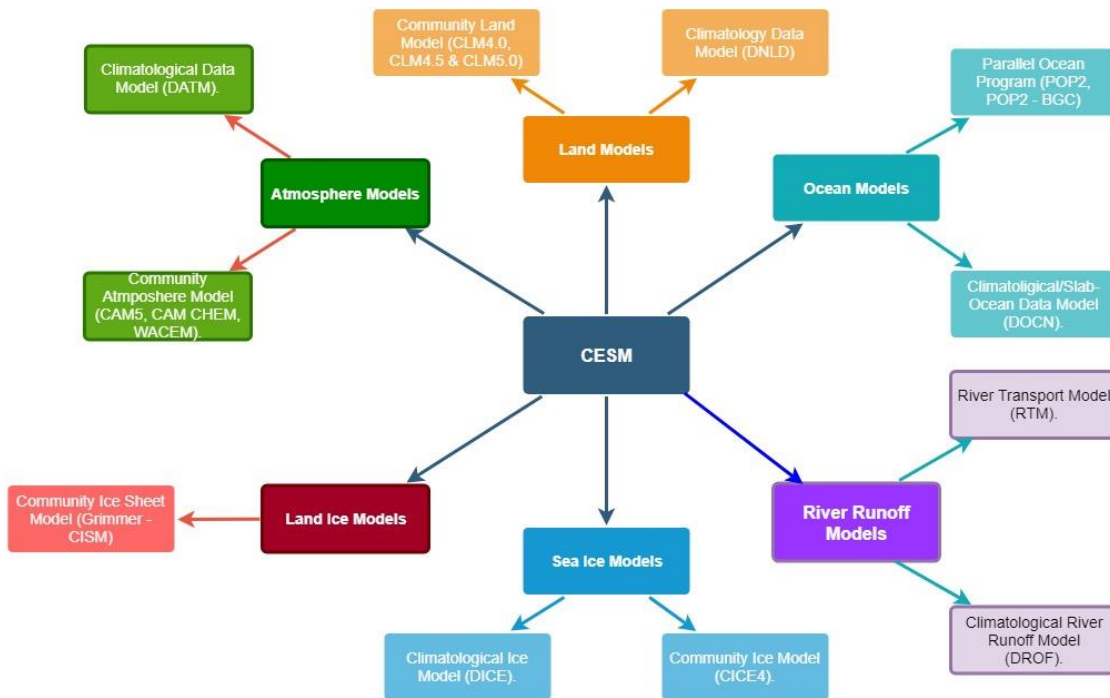 Community Land
Model (CLM4.0,
CLM4.5 & CLM5.0)
Climatology Data
Model (DNLD)
Climatological Data
Model (DATM).
Parallel Ocean
Program (POP2,
POP2 - BGC)
Land Models
Atmosphere Models
Ocean Models
Community
Atmposhere Model
(CAM5, CAM CHEM,
WACEM).
Climatoligical/Slab-
Ocean Data Model
(DOCN).
CESM
River Transport Model
(RTM).
Community Ice Sheet
Model (Grimmer -
CISM)
Land Ice Models
River Runoff
Models
Sea Ice Models
Climatological River
Runoff Model
(DROF).
Climatological Ice
Model (DICE).
Community Ice Model
(CICE4).